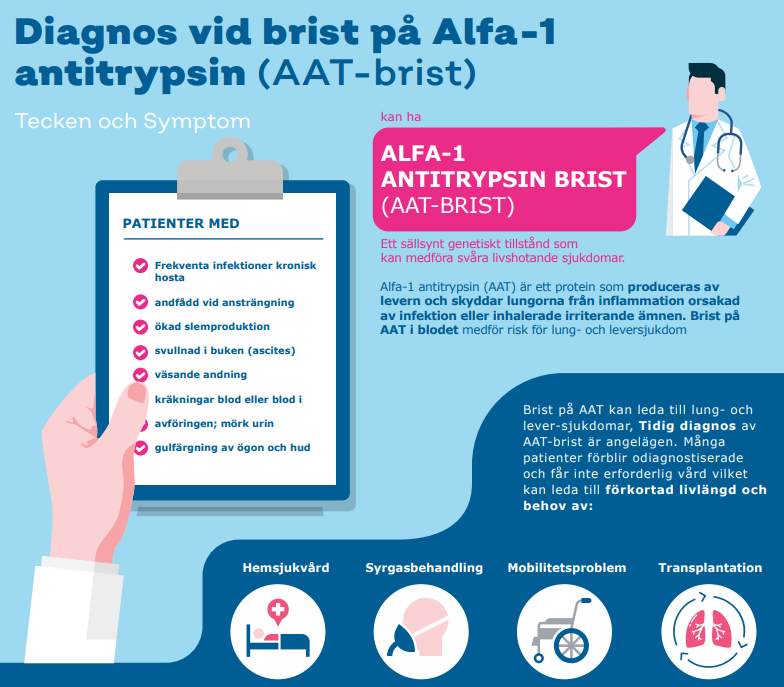 Diagnos vid brist på Alfa-1
antitrypsin (AAT-brist)
Tecken och Symptom
PATIENTER MED
Frekventa infektioner kronisk
hosta
andfådd vid ansträngning
ökad slemproduktion
svullnad i buken (ascites)
väsande andning
kräkningar blod eller blod i
avföringen; mörk urin
gulfärgning av ögon och hud
kan ha
ALFA-1
ANTITRYPSIN BRIST
(AAT-BRIST)
Ett sällsynt genetiskt tillstånd som
kan medföra svåra livshotande sjukdomar.
Alfa-1 antitrypsin (AAT) är ett protein som produceras av
levern och skyddar lungorna från inflammation orsakad
av infektion eller inhalerade irriterande ämnen. Brist på
AAT i blodet medför risk för lung- och leversjukdom
Brist på AAT kan leda till lung- och
lever-sjukdomar, Tidig diagnos av
AAT-brist är angelägen. Många
patienter förblir odiagnostiserade
och får inte erforderlig vård vilket
kan leda till förkortad livlängd och
behov av:
Hemsjukvård
Syrgasbehandling
Mobilitetsproblem
Transplantation